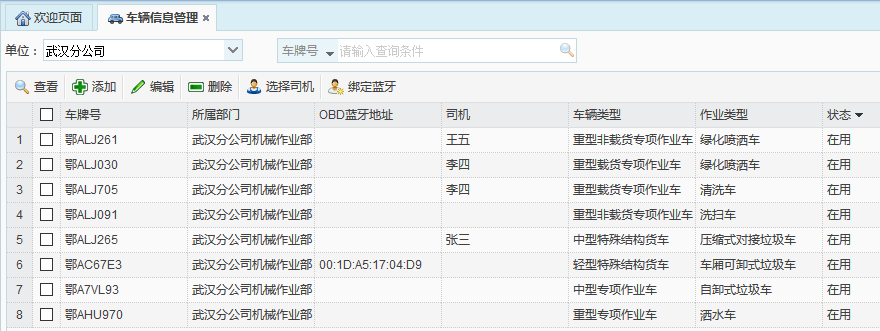 欢迎页面 车辆信息管理
单位： 武汉分公司 车牌号 请输入查询条件
查看 添加 编辑 删除 选择司机 绑定蓝牙
车牌号 所属部门 OBD蓝牙地址 司机 车辆类型 作业类型 状态
1 鄂ALJ261 武汉分公司机械作业部 王五 重型非载货专项作业车 绿化喷洒车 在用
2 鄂ALJ030 武汉分公司机械作业部 李四 重型载货专项作业车 绿化喷洒车 在用
3 鄂ALJ705 武汉分公司机械作业部 李四 重型载货专项作业车 清洗车 在用
4 鄂ALJ091 武汉分公司机械作业部 重型非载货专项作业车 洗扫车 在用
5 鄂ALJ265 武汉分公司机械作业部 张三 中型特殊结构货车 压缩式对接垃圾车 在用
6 鄂AC67E3 武汉分公司机械作业部 00:1D:A5:17:04:D9 轻型特殊结构货车 车厢可卸式垃圾车 在用
7 鄂A7VL93 武汉分公司机械作业部 中型专项作业车 自卸式垃圾车 在用
8 鄂AHU970 武汉分公司机械作业部 重型专项作业车 洒水车 在用